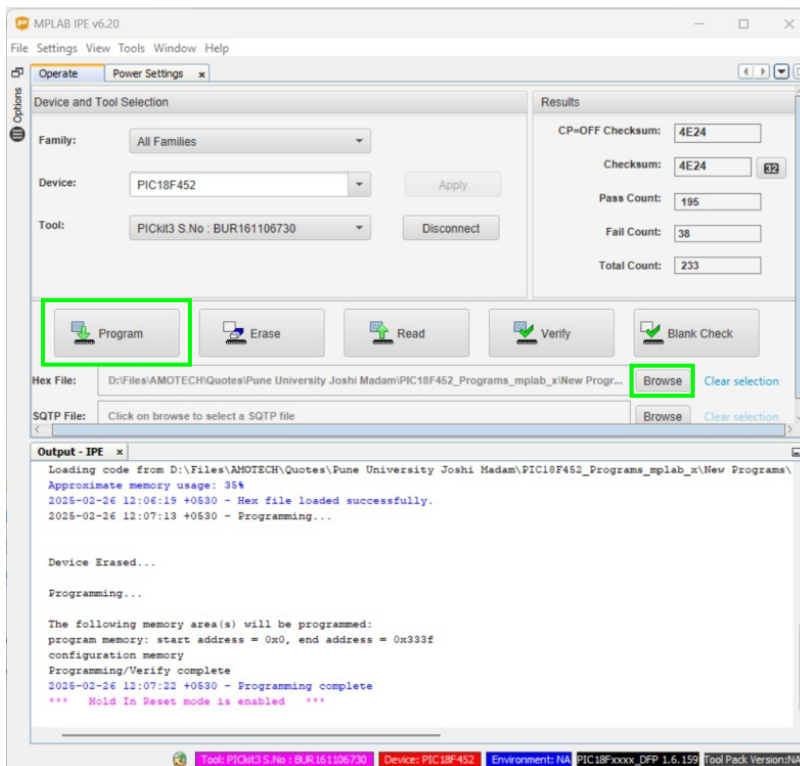 MPLAB IPE v6.20
File Settings View Tools Window Help
Options
Operate Power Settings x
Device and Tool Selection
Family: All Families
Device: PIC18F452 Apply
Tool: PICkit3 S.No : BUR161106730 Disconnect
Results
CP=OFF Checksum: 4E24
Checksum: 4E24 32
Pass Count: 195
Fail Count: 38
Total Count: 233
Program Erase Read Verify Blank Check
Hex File: D:\Files\AMOTECH\Quotes\Pune University Joshi Madam\PIC18F452_Programs_mplab_x\New Progr... Browse Clear selection
SQTP File: Click on browse to select a SQTP file Browse Clear selection
Output - IPE x
Loading code from D:\Files\AMOTECH\Quotes\Pune University Joshi Madam\PIC18F452_Programs_mplab_x\New Programs\
Approximate memory usage: 35%
2025-02-26 12:06:19 +0530 - Hex file loaded successfully.
2025-02-26 12:07:13 +0530 - Programming...
Device Erased...
Programming...
The following memory area(s) will be programmed:
program memory: start address = 0x0, end address = 0x333f
configuration memory
Programming/Verify complete
2025-02-26 12:07:22 +0530 - Programming complete
*** Hold In Reset mode is enabled ***
Tool: PICkit3 S.No : BUR161106730 Device: PIC18F452 Environment: NA PIC18Fxxxx_DFP 1.6.159 Tool Pack Version:NA